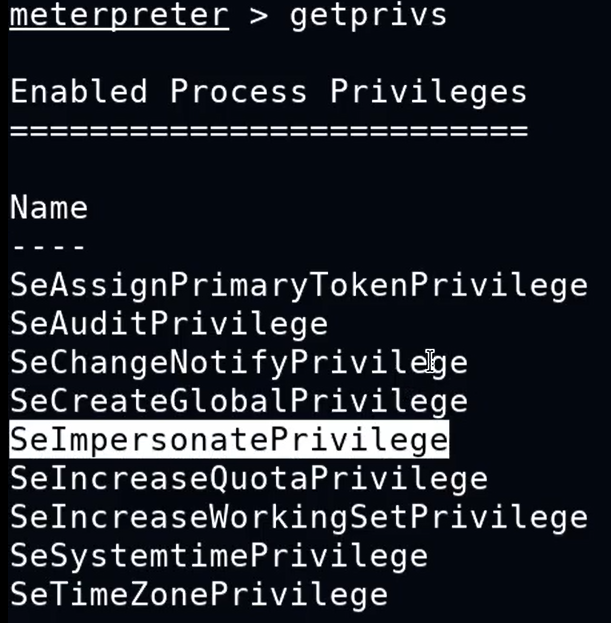 meterpreter > getprivs
Enabled Process Privileges
==========================
Name
----
SeAssignPrimaryTokenPrivilege
SeAuditPrivilege
SeChangeNotifyPrivilege
SeCreateGlobalPrivilege
SeImpersonatePrivilege
SeIncreaseQuotaPrivilege
SeIncreaseWorkingSetPrivilege
SeSystemtimePrivilege
SeTimeZonePrivilege